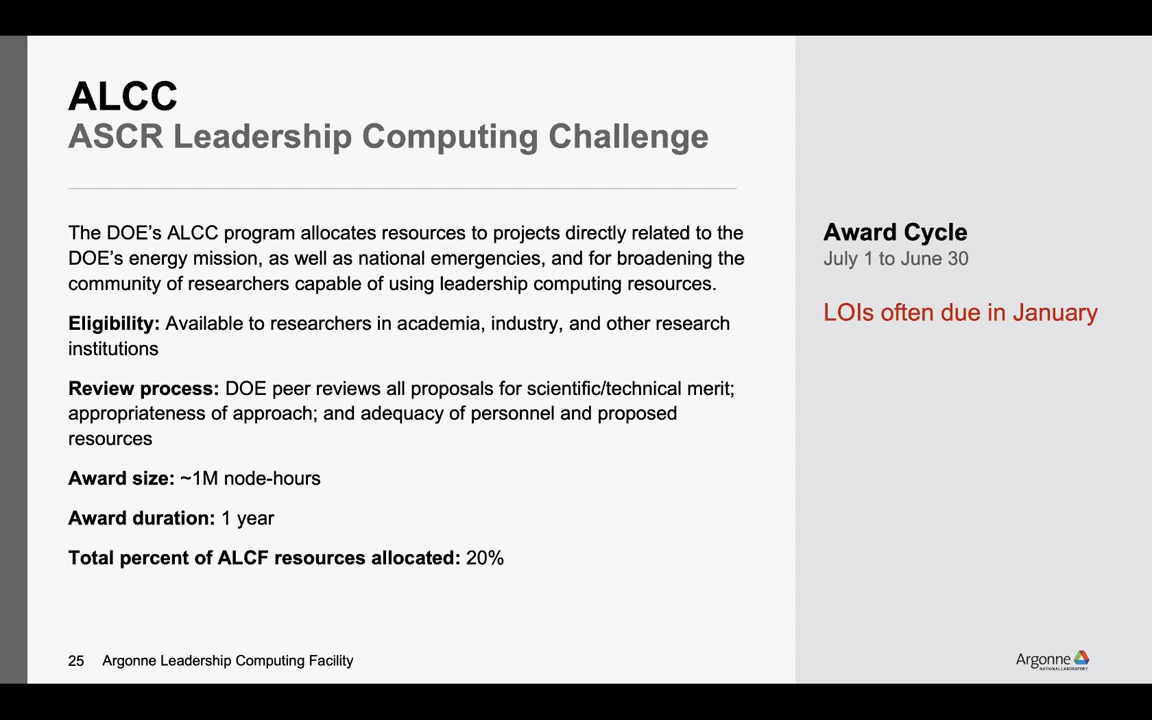 ALCC
ASCR Leadership Computing Challenge
The DOE’s ALCC program allocates resources to projects directly related to the
DOE’s energy mission, as well as national emergencies, and for broadening the
community of researchers capable of using leadership computing resources.
Eligibility: Available to researchers in academia, industry, and other research
institutions
Review process: DOE peer reviews all proposals for scientific/technical merit;
appropriateness of approach; and adequacy of personnel and proposed
resources
Award size: ~1M node-hours
Award duration: 1 year
Total percent of ALCF resources allocated: 20%
Award Cycle
July 1 to June 30
LOIs often due in January
25 Argonne Leadership Computing Facility
Argonne
NATIONAL LABORATORY